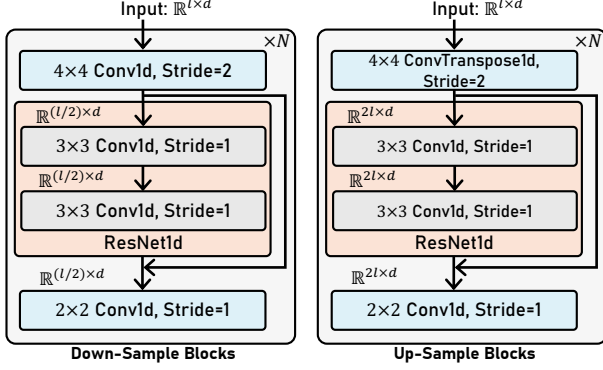 Input: ℝ^{l×d}
×N
4×4 Conv1d, Stride=2
ℝ^{(l/2)×d}
3×3 Conv1d, Stride=1
ℝ^{(l/2)×d}
3×3 Conv1d, Stride=1
ResNet1d
ℝ^{(l/2)×d}
2×2 Conv1d, Stride=1
Down-Sample Blocks
Input: ℝ^{l×d}
×N
4×4 ConvTranspose1d,
Stride=2
ℝ^{2l×d}
3×3 Conv1d, Stride=1
ℝ^{2l×d}
3×3 Conv1d, Stride=1
ResNet1d
ℝ^{2l×d}
2×2 Conv1d, Stride=1
Up-Sample Blocks